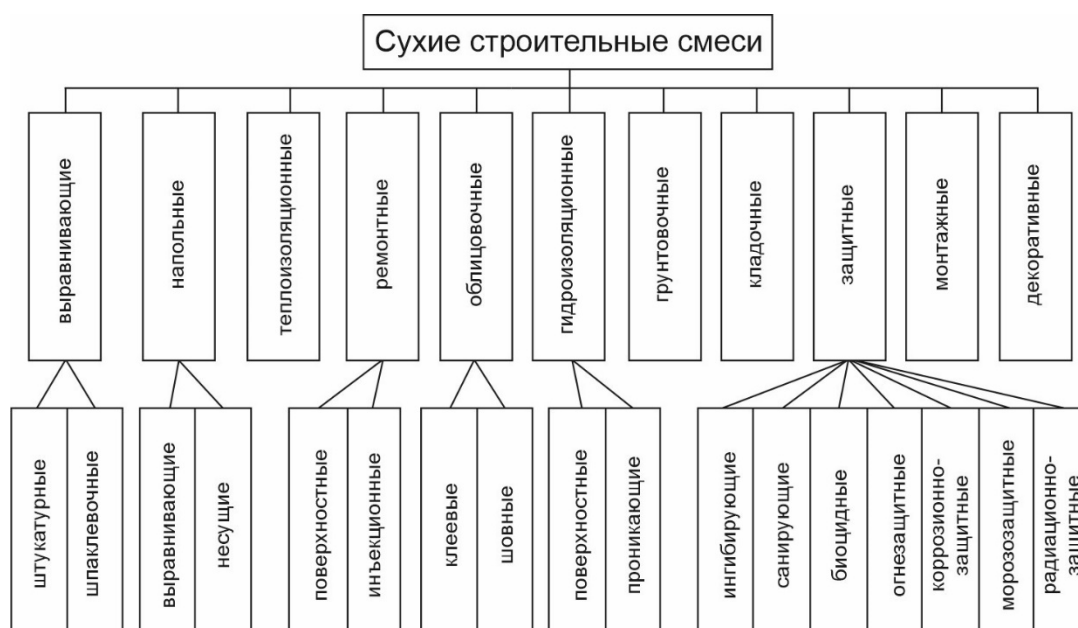 Сухие строительные смеси
выравнивающие
напольные
теплоизоляционные
ремонтные
облицовочные
гидроизоляционные
грунтовочные
кладочные
защитные
монтажные
декоративные
штукатурные
шпаклевочные
выравнивающие
несущие
поверхностные
инъекционные
клеевые
шовные
поверхностные
проникающие
ингибирующие
санирующие
биоцидные
огнезащитные
коррозионно-
защитные
морозозащитные
радиационно-
защитные